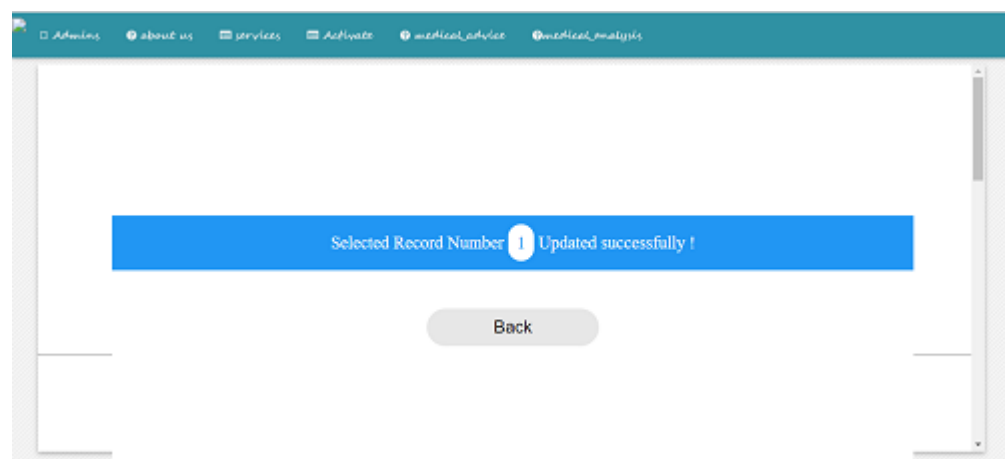 Admins about us services Activate medical_advice medical_analysis
Selected Record Number 1 Updated successfully !
Back